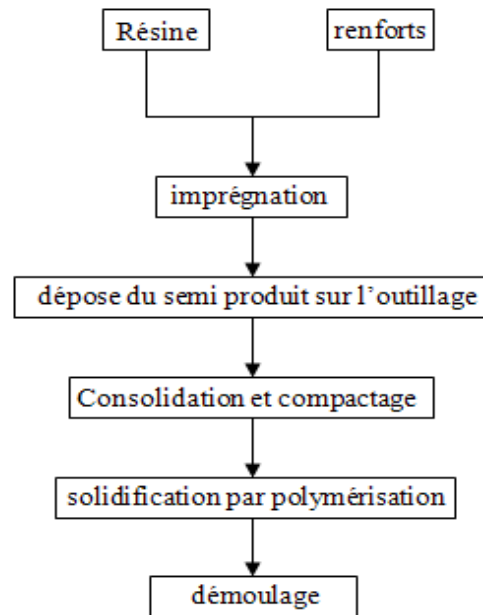 Résine
renforts
imprégnation
dépose du semi produit sur l’outillage
Consolidation et compactage
solidification par polymérisation
démoulage